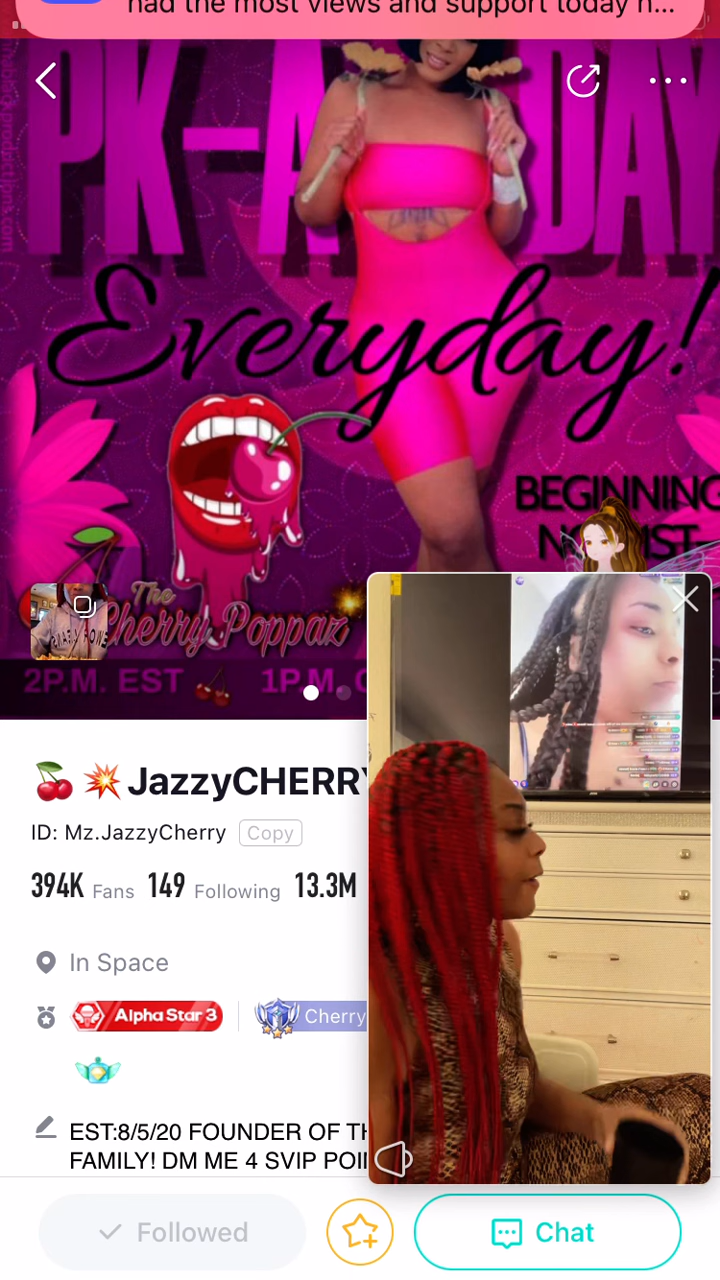 had the most views and support today n...
PK-A DAY
Everyday!
BEGINNING
The
Cherry Poppaz
2P.M. EST
1P.M.
JazzyCHERRY
ID: Mz.JazzyCherry Copy
394K Fans 149 Following 13.3M
In Space
Alpha Star 3 Cherry
EST:8/5/20 FOUNDER OF TH
FAMILY! DM ME 4 SVIP POI
Followed Chat